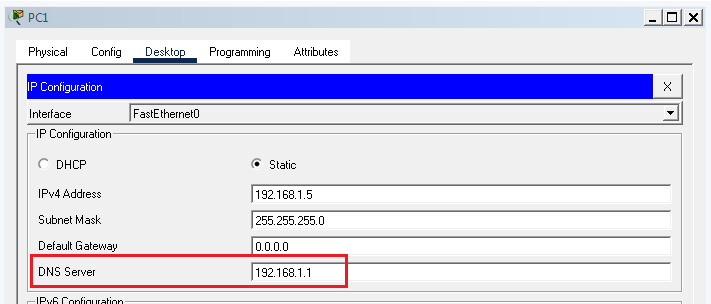 PC1
Physical Config Desktop Programming Attributes
IP Configuration X
Interface FastEthernet0
IP Configuration
DHCP Static
IPv4 Address 192.168.1.5
Subnet Mask 255.255.255.0
Default Gateway 0.0.0.0
DNS Server 192.168.1.1
IPv6 Configuration